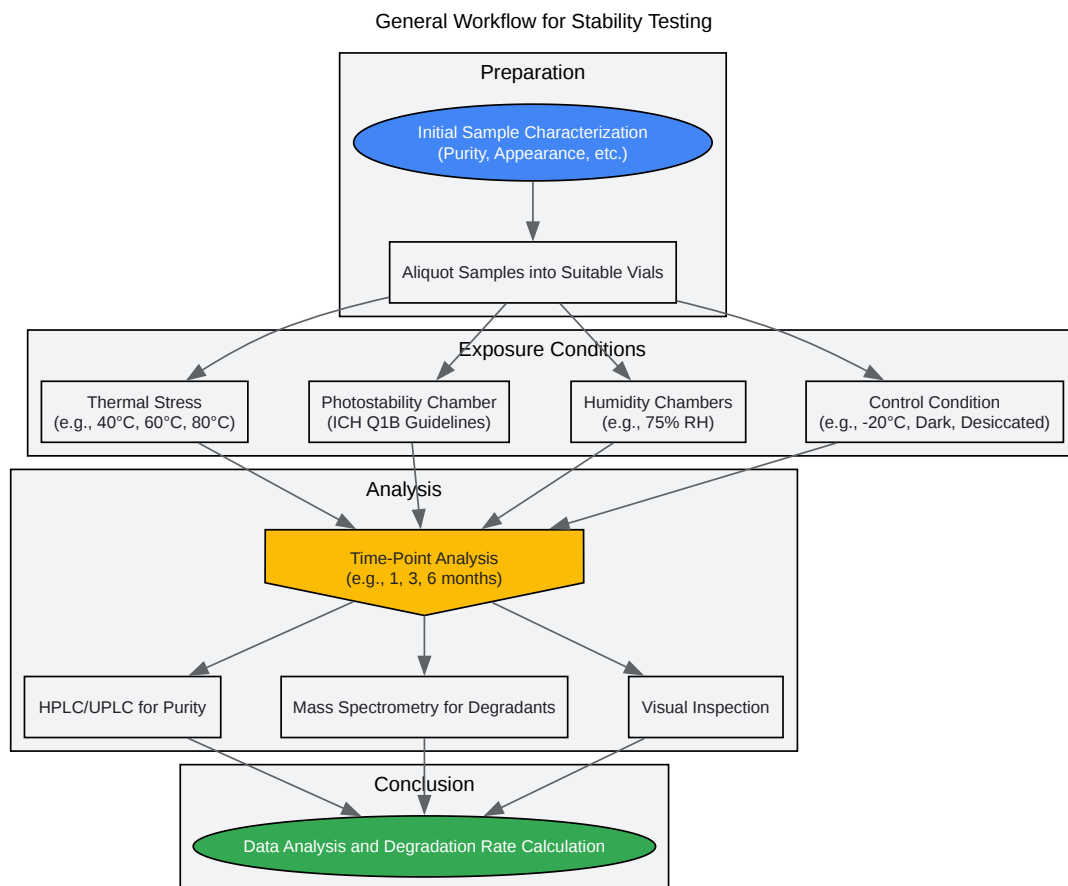 General Workflow for Stability Testing
Preparation
Initial Sample Characterization
(Purity, Appearance, etc.)
Aliquot Samples into Suitable Vials
Exposure Conditions
Thermal Stress
(e.g., 40°C, 60°C, 80°C)
Photostability Chamber
(ICH Q1B Guidelines)
Humidity Chambers
(e.g., 75% RH)
Control Condition
(e.g., -20°C, Dark, Desiccated)
Analysis
Time-Point Analysis
(e.g., 1, 3, 6 months)
HPLC/UPLC for Purity
Mass Spectrometry for Degradants
Visual Inspection
Conclusion
Data Analysis and Degradation Rate Calculation